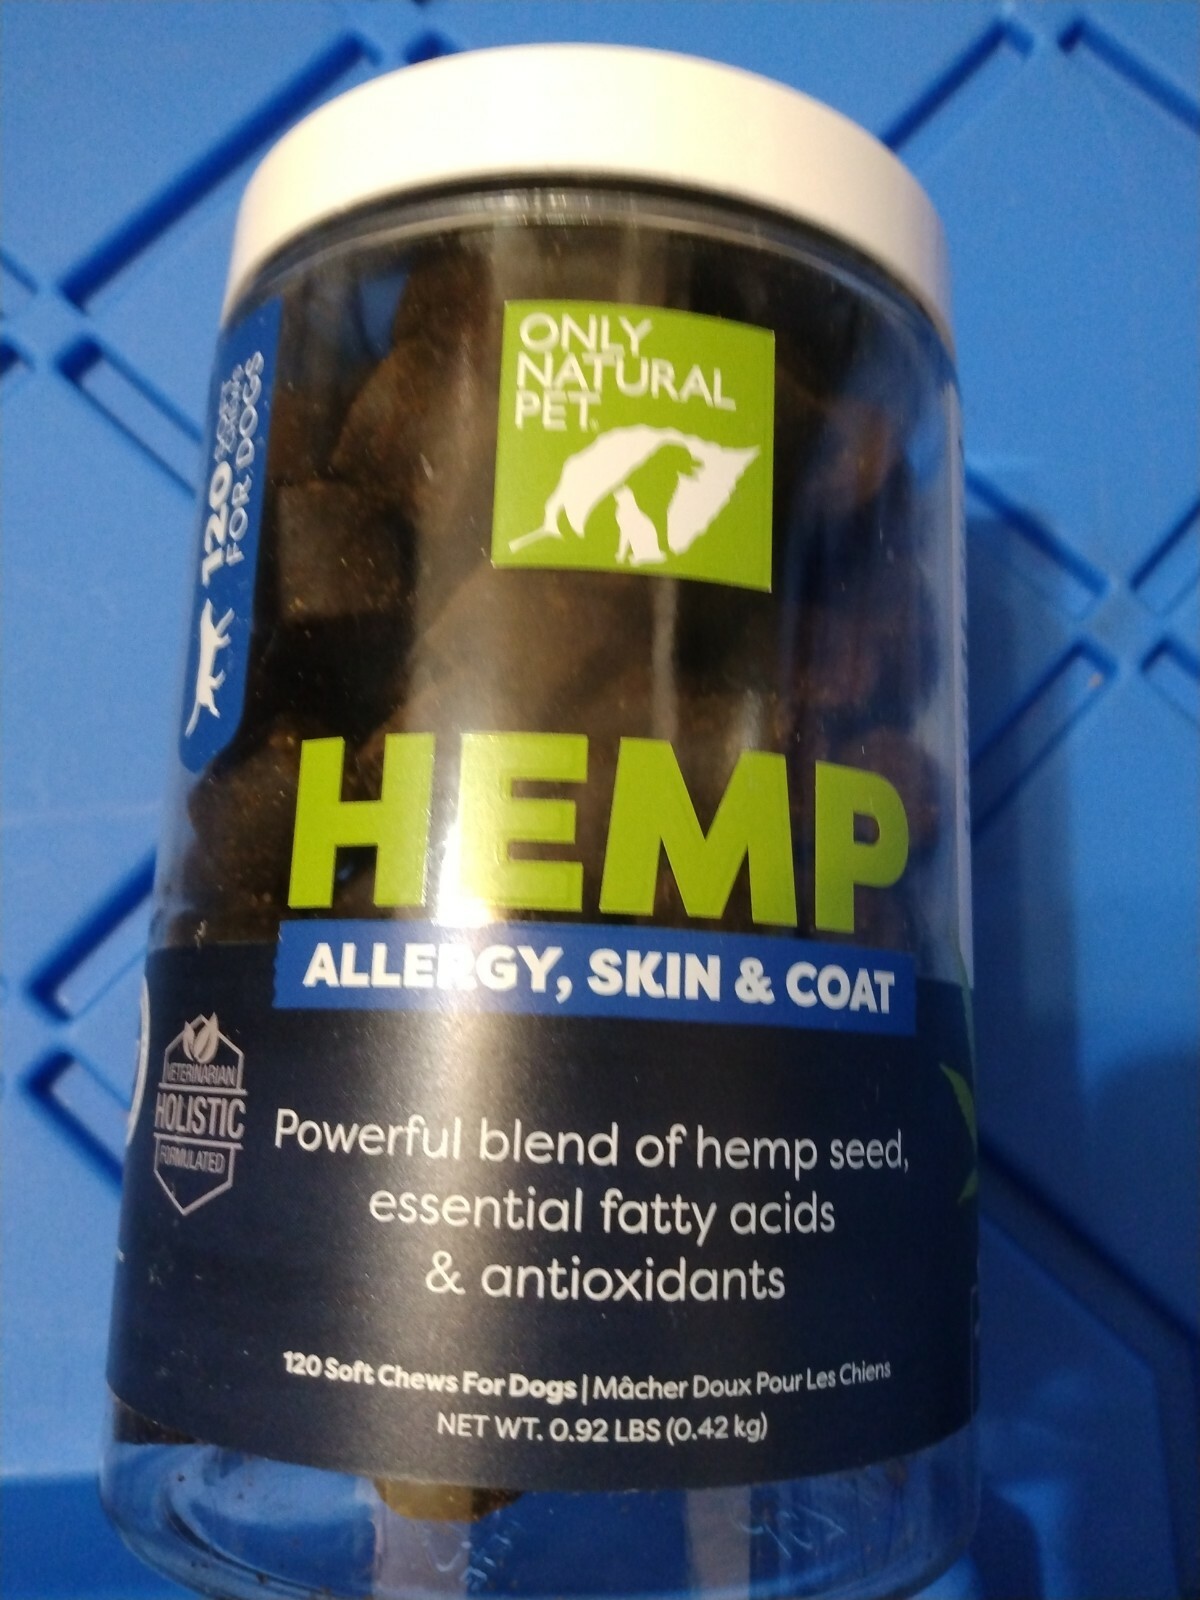 ONLY
NATURAL
PET
120 SOFT CHEWS
FOR DOGS
HEMP
ALLERGY, SKIN & COAT
VETERINARIAN
HOLISTIC
FORMULATED
Powerful blend of hemp seed,
essential fatty acids
& antioxidants
120 Soft Chews For Dogs | Mâcher Doux Pour Les Chiens
NET WT. 0.92 LBS (0.42 kg)